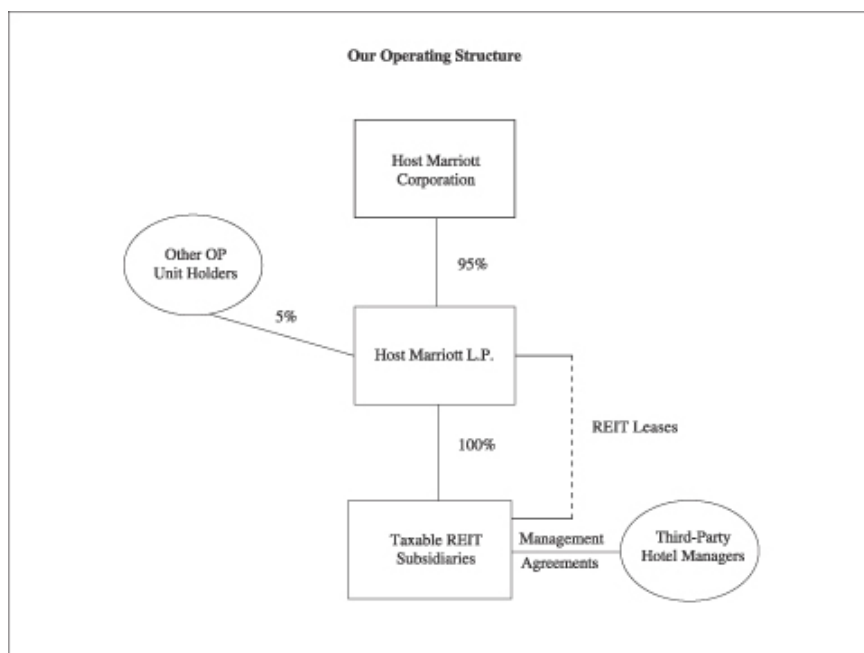 Our Operating Structure
Host Marriott
Corporation
Other OP
Unit Holders
95%
5%
Host Marriott L.P.
REIT Leases
100%
Taxable REIT
Subsidiaries
Management
Agreements
Third-Party
Hotel Managers